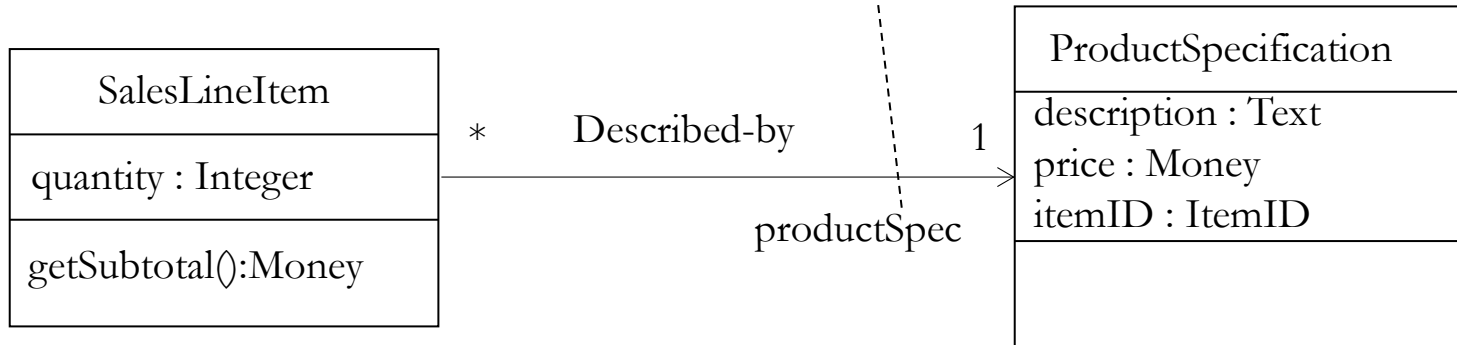 SalesLineItem
quantity : Integer
getSubtotal():Money
* Described-by 1
productSpec
ProductSpecification
description : Text
price : Money
itemID : ItemID